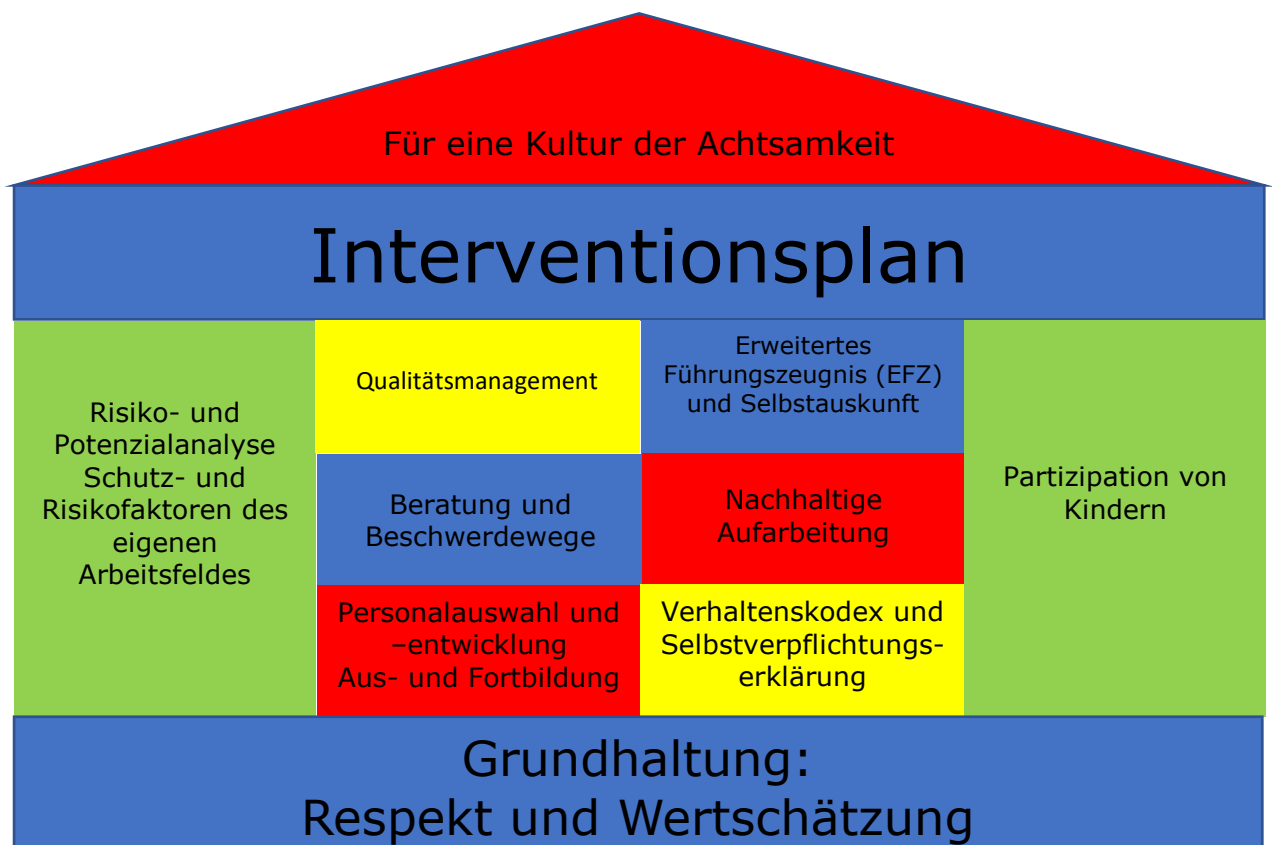 Für eine Kultur der Achtsamkeit
Interventionsplan
Risiko- und
Potenzialanalyse
Schutz- und
Risikofaktoren des
eigenen
Arbeitsfeldes
Qualitätsmanagement
Erweitertes
Führungszeugnis (EFZ)
und Selbstauskunft
Beratung und
Beschwerdewege
Nachhaltige
Aufarbeitung
Personalauswahl und
–entwicklung
Aus- und Fortbildung
Verhaltenskodex und
Selbstverpflichtungs-
erklärung
Partizipation von
Kindern
Grundhaltung:
Respekt und Wertschätzung